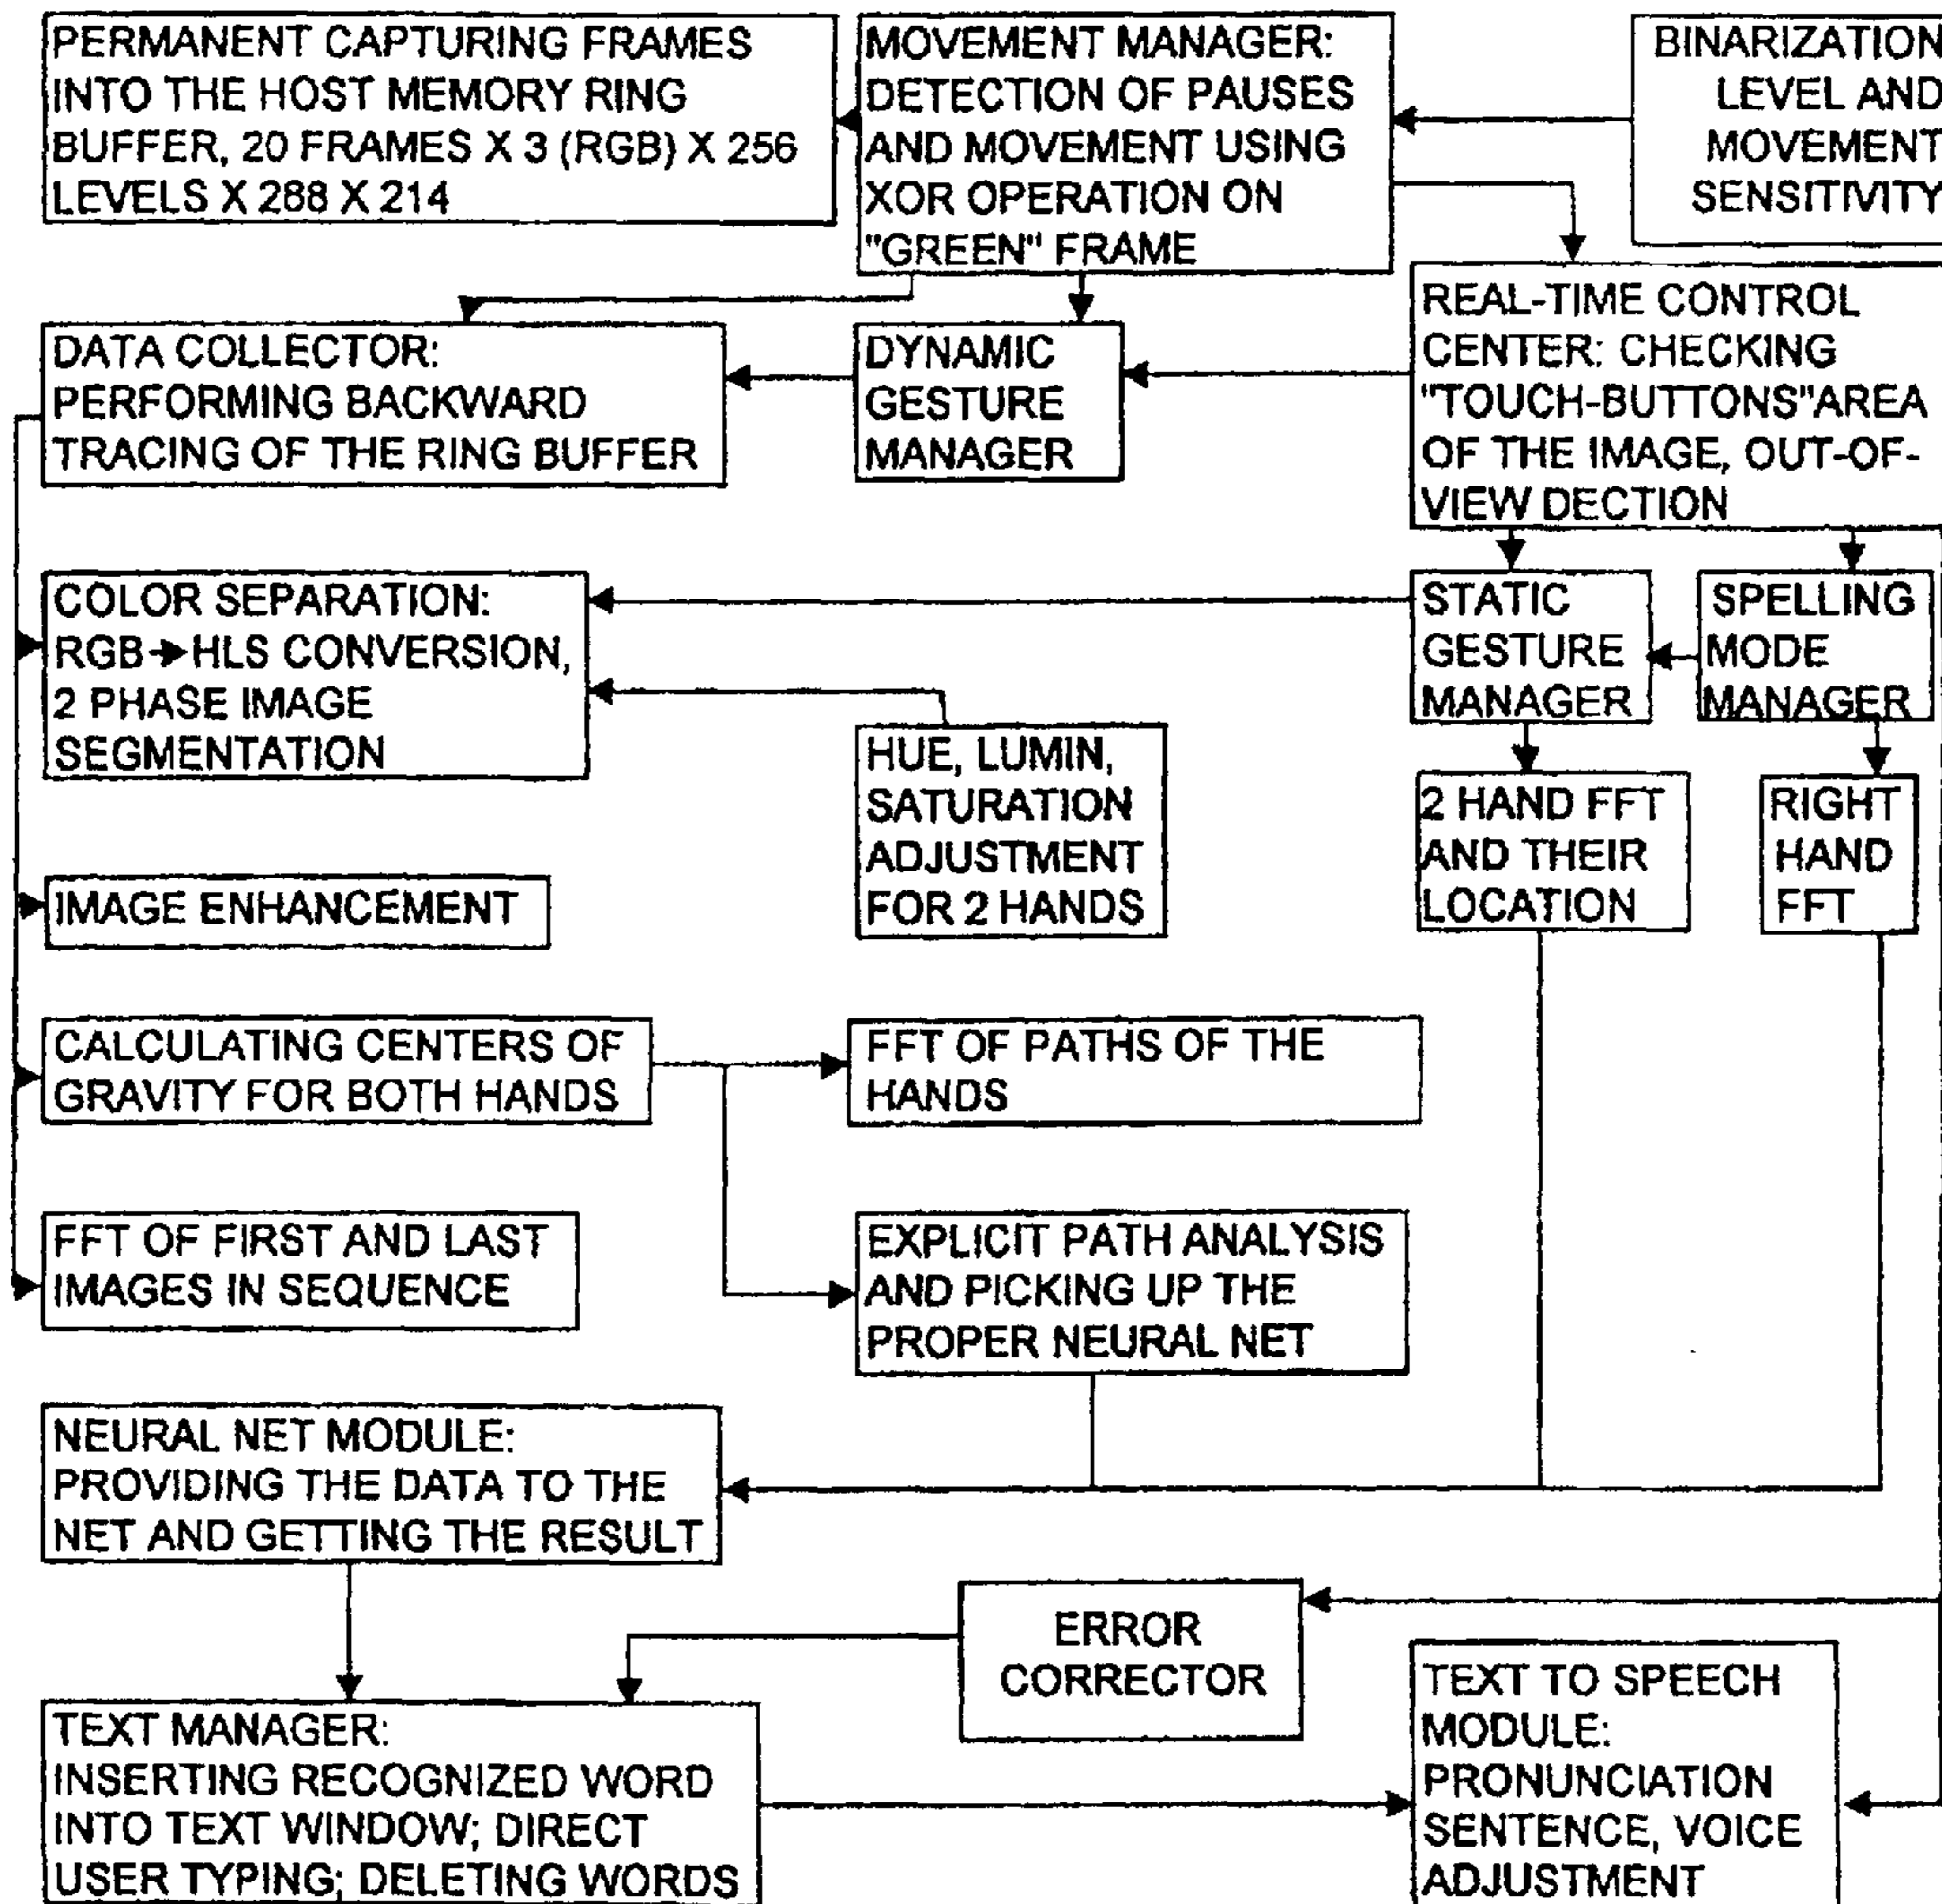 PERMANENT CAPTURING FRAMES
INTO THE HOST MEMORY RING
BUFFER, 20 FRAMES X 3 (RGB) X 256
LEVELS X 288 X 214
MOVEMENT MANAGER:
DETECTION OF PAUSES
AND MOVEMENT USING
XOR OPERATION ON
"GREEN" FRAME
BINARIZATION
LEVEL AND
MOVEMENT
SENSITIVITY
DATA COLLECTOR:
PERFORMING BACKWARD
TRACING OF THE RING BUFFER
DYNAMIC
GESTURE
MANAGER
REAL-TIME CONTROL
CENTER: CHECKING
"TOUCH-BUTTONS"AREA
OF THE IMAGE, OUT-OF-
VIEW DECTION
COLOR SEPARATION:
RGB→HLS CONVERSION,
2 PHASE IMAGE
SEGMENTATION
STATIC
GESTURE
MANAGER
SPELLING
MODE
MANAGER
HUE, LUMIN,
SATURATION
ADJUSTMENT
FOR 2 HANDS
2 HAND FFT
AND THEIR
LOCATION
RIGHT
HAND
FFT
IMAGE ENHANCEMENT
CALCULATING CENTERS OF
GRAVITY FOR BOTH HANDS
FFT OF PATHS OF THE
HANDS
FFT OF FIRST AND LAST
IMAGES IN SEQUENCE
EXPLICIT PATH ANALYSIS
AND PICKING UP THE
PROPER NEURAL NET
NEURAL NET MODULE:
PROVIDING THE DATA TO THE
NET AND GETTING THE RESULT
ERROR
CORRECTOR
TEXT MANAGER:
INSERTING RECOGNIZED WORD
INTO TEXT WINDOW; DIRECT
USER TYPING; DELETING WORDS
TEXT TO SPEECH
MODULE:
PRONUNCIATION
SENTENCE, VOICE
ADJUSTMENT